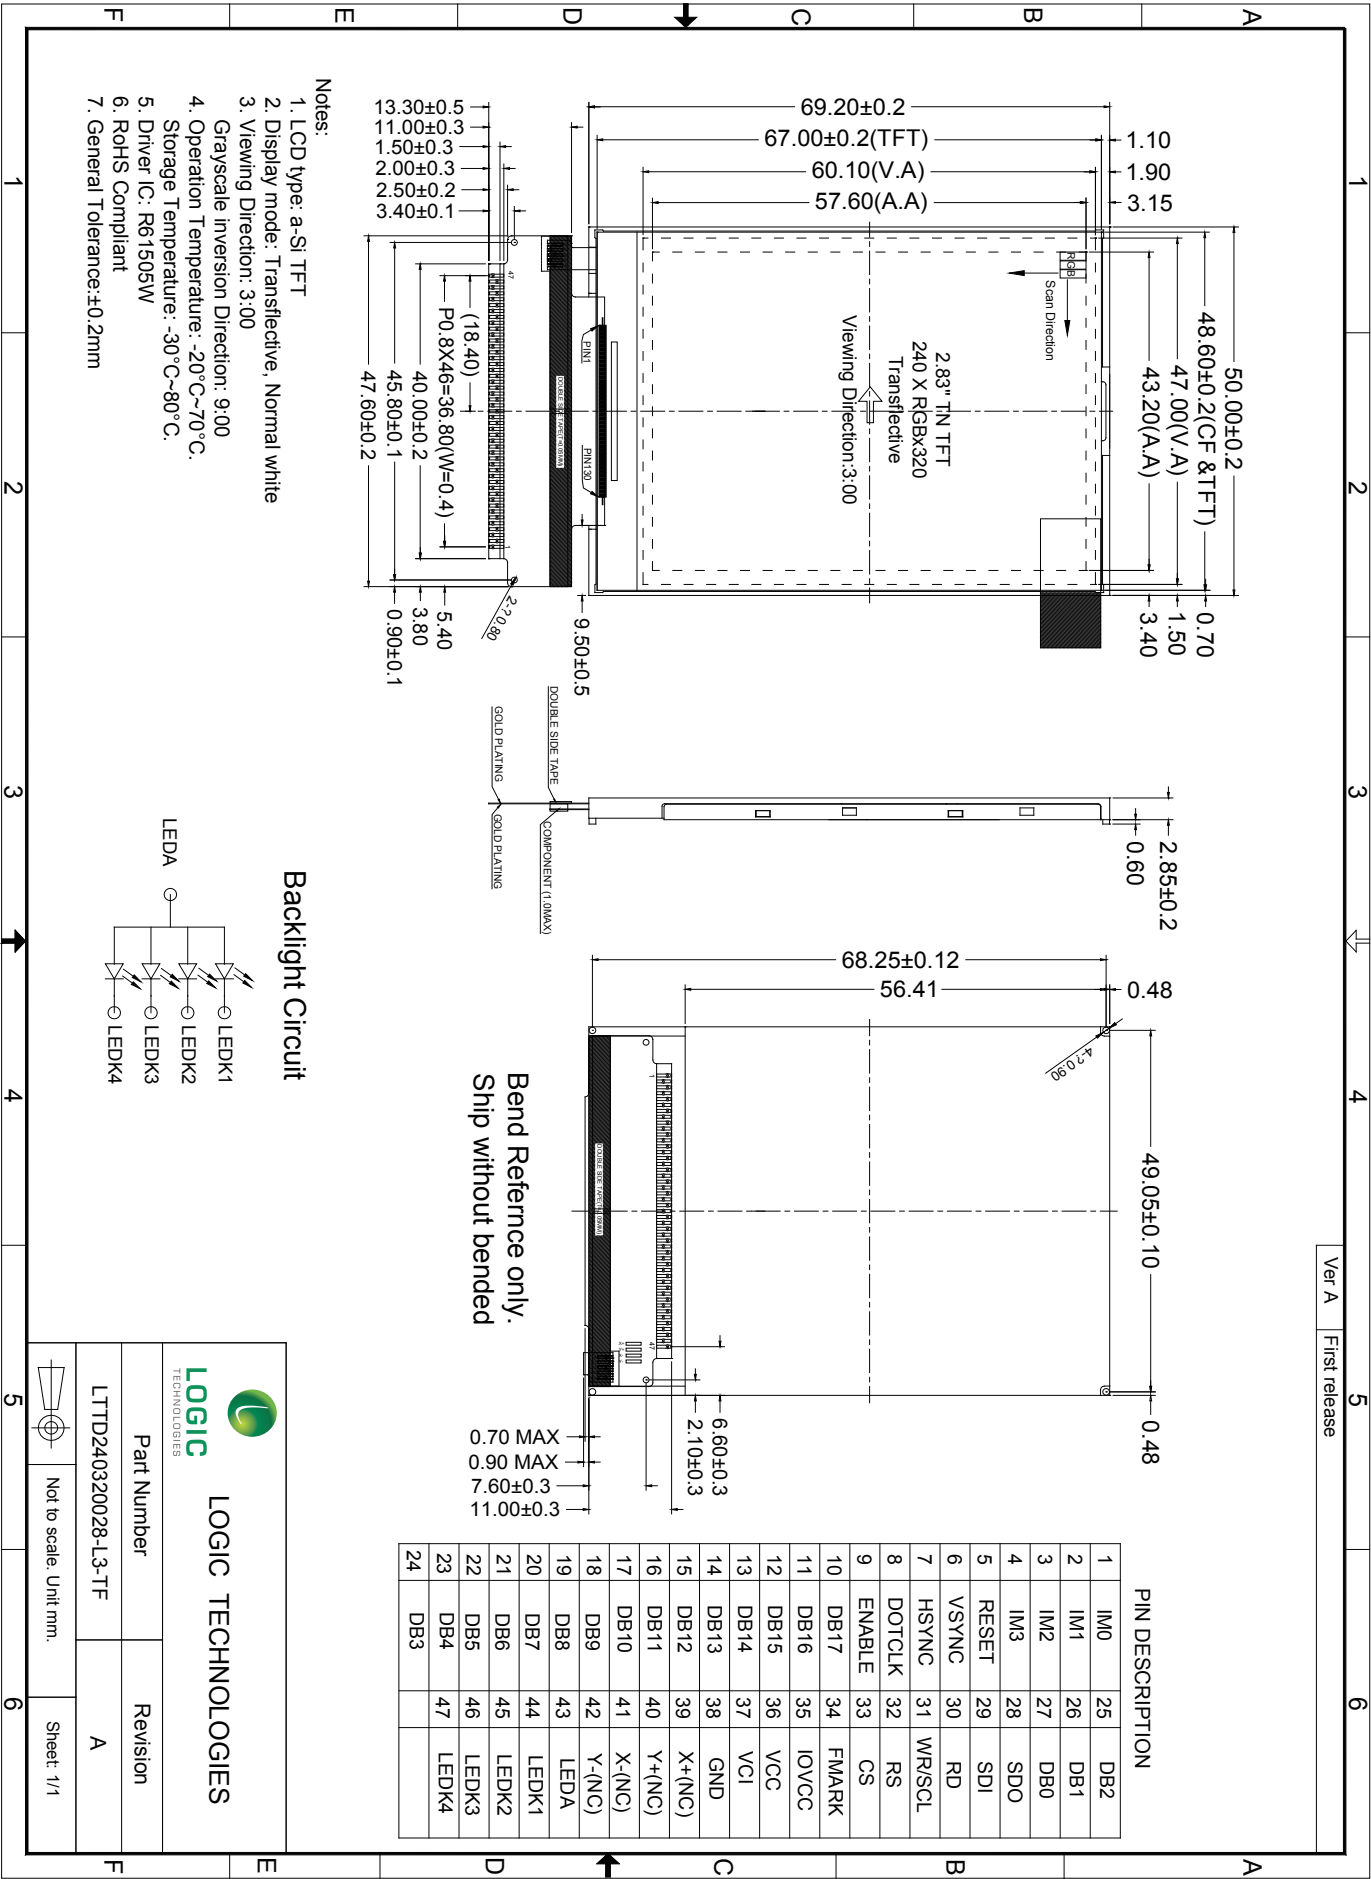 Ver A First release
1
2
3
4
5
6
A
B
C
D
E
F
50.00±0.2
48.60±0.2(CF &TFT)
47.00(V.A)
43.20(A.A)
0.70
1.50
3.40
69.20±0.2
67.00±0.2(TFT)
60.10(V.A)
57.60(A.A)
1.10
1.90
3.15
RGB
Scan Direction
2.83" TN TFT
240 X RGBx320
Transflective
Viewing Direction:3:00
PIN1
PIN130
9.50±0.5
13.30±0.5
11.00±0.3
1.50±0.3
2.00±0.3
2.50±0.2
3.40±0.1
47
1
(18.40)
P0.8X46=36.80(W=0.4)
40.00±0.2
45.80±0.1
47.60±0.2
2-?0.80
5.40
3.80
0.90±0.1
2.85±0.2
0.60
DOUBLE SIDE TAPE
COMPONENT (1.0MAX)
GOLD PLATING
GOLD PLATING
49.05±0.10
0.48
0.48
68.25±0.12
56.41
4-?0.90
1
47
6.60±0.3
2.10±0.3
0.70 MAX
0.90 MAX
7.60±0.3
11.00±0.3
Bend Refernce only.
Ship without bended
PIN DESCRIPTION
1 IM0 25 DB2
2 IM1 26 DB1
3 IM2 27 DB0
4 IM3 28 SDO
5 RESET 29 SDI
6 VSYNC 30 RD
7 HSYNC 31 WR/SCL
8 DOTCLK 32 RS
9 ENABLE 33 CS
10 DB17 34 FMARK
11 DB16 35 IOVCC
12 DB15 36 VCC
13 DB14 37 VCI
14 DB13 38 GND
15 DB12 39 X+(NC)
16 DB11 40 Y+(NC)
17 DB10 41 X-(NC)
18 DB9 42 Y-(NC)
19 DB8 43 LEDA
20 DB7 44 LEDK1
21 DB6 45 LEDK2
22 DB5 46 LEDK3
23 DB4 47 LEDK4
24 DB3
Notes:
1. LCD type: a-Si TFT
2. Display mode: Transflective, Normal white
3. Viewing Direction: 3:00
Grayscale inversion Direction: 9:00
4. Operation Temperature: -20°C~70°C.
Storage Temperature: -30°C~80°C.
5. Driver IC: R61505W
6. RoHS Compliant
7. General Tolerance:±0.2mm
Backlight Circuit
LEDA
LEDK1
LEDK2
LEDK3
LEDK4
LOGIC
TECHNOLOGIES
LOGIC TECHNOLOGIES
Part Number Revision
LTTD240320028-L3-TF A
Not to scale. Unit mm. Sheet: 1/1
1
2
3
4
5
6
A
B
C
D
E
F